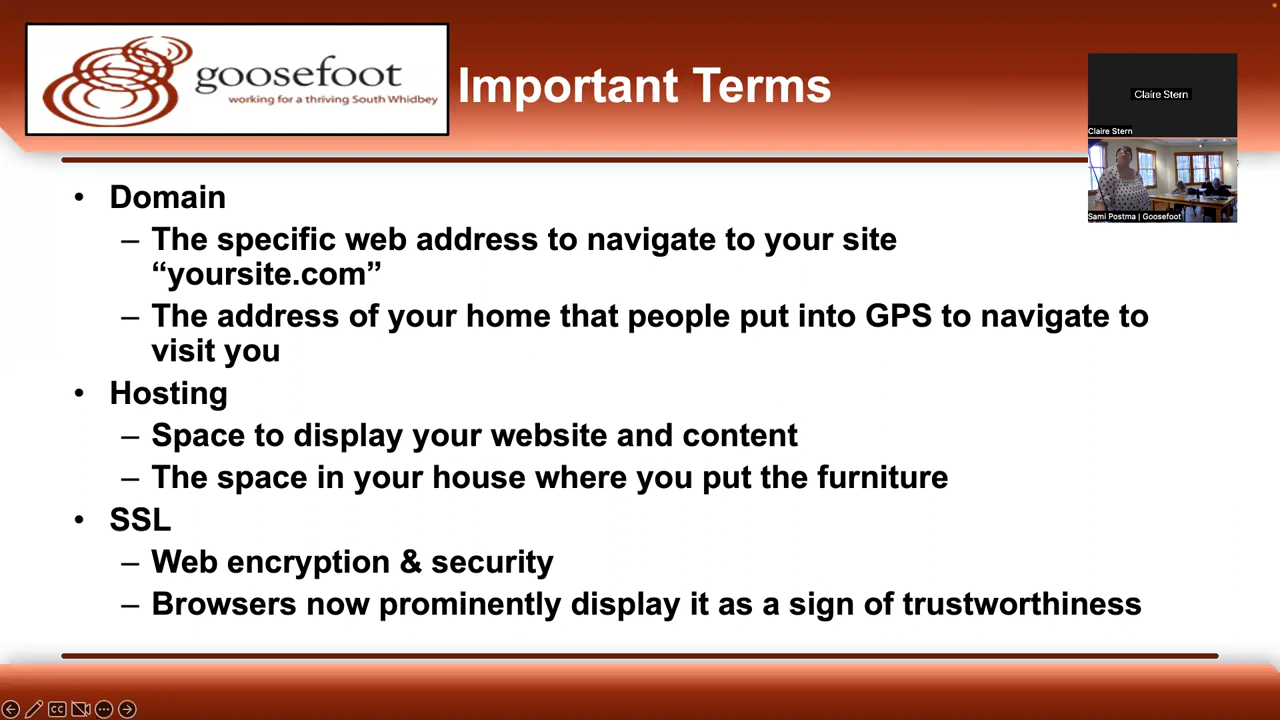 goosefoot
working for a thriving South Whidbey
Important Terms
Claire Stern
Claire Stern
Sami Postma | Goosefoot
• Domain
– The specific web address to navigate to your site
“yoursite.com”
– The address of your home that people put into GPS to navigate to
visit you
• Hosting
– Space to display your website and content
– The space in your house where you put the furniture
• SSL
– Web encryption & security
– Browsers now prominently display it as a sign of trustworthiness
CC